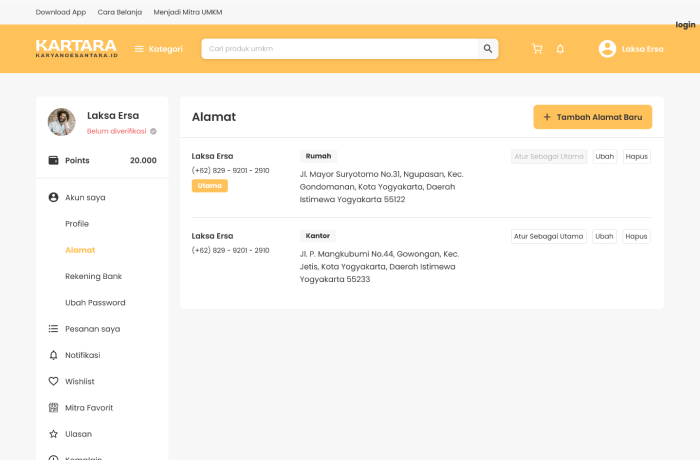 Download App Cara Belanja Menjadi Mitra UMKM
login
KARTARA
KARYANGESANTARA.ID
Kategori
Cari produk umkm
Laksa Ersa
Laksa Ersa
Belum diverifikasi
Points 20.000
Akun saya
Profile
Alamat
Rekening Bank
Ubah Password
Pesanan saya
Notifikasi
Wishlist
Mitra Favorit
Ulasan
Komplain
Alamat
+ Tambah Alamat Baru
Laksa Ersa
(+62) 829 - 9201 - 2910
Utama
Rumah
Jl. Mayor Suryotomo No.31, Ngupasan, Kec.
Gondomanan, Kota Yogyakarta, Daerah
Istimewa Yogyakarta 55122
Atur Sebagai Utama Ubah Hapus
Laksa Ersa
(+62) 829 - 9201 - 2910
Kantor
Jl. P. Mangkubumi No.44, Gowongan, Kec.
Jetis, Kota Yogyakarta, Daerah Istimewa
Yogyakarta 55233
Atur Sebagai Utama Ubah Hapus